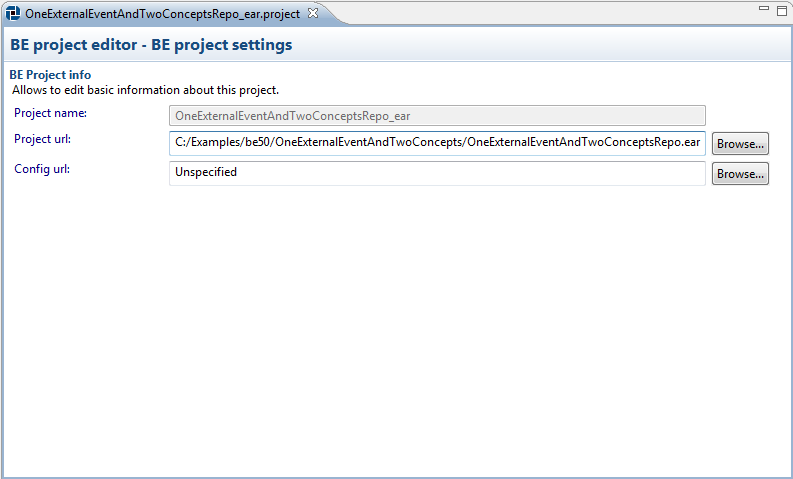 OneExternalEventAndTwoConceptsRepo_ear.project
BE project editor - BE project settings
BE Project info
Allows to edit basic information about this project.
Project name: OneExternalEventAndTwoConceptsRepo_ear
Project url: C:/Examples/be50/OneExternalEventAndTwoConcepts/OneExternalEventAndTwoConceptsRepo.ear Browse...
Config url: Unspecified Browse...